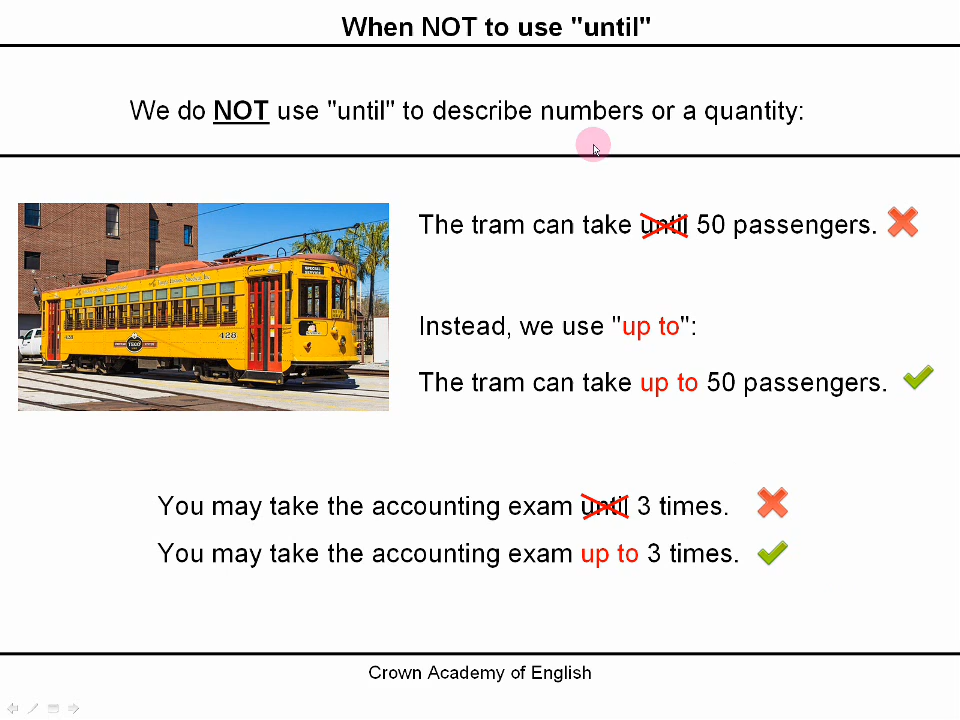 When NOT to use "until"
We do NOT use "until" to describe numbers or a quantity:
The tram can take until 50 passengers.
Instead, we use "up to":
The tram can take up to 50 passengers.
428
428
TECO
You may take the accounting exam until 3 times.
You may take the accounting exam up to 3 times.
Crown Academy of English